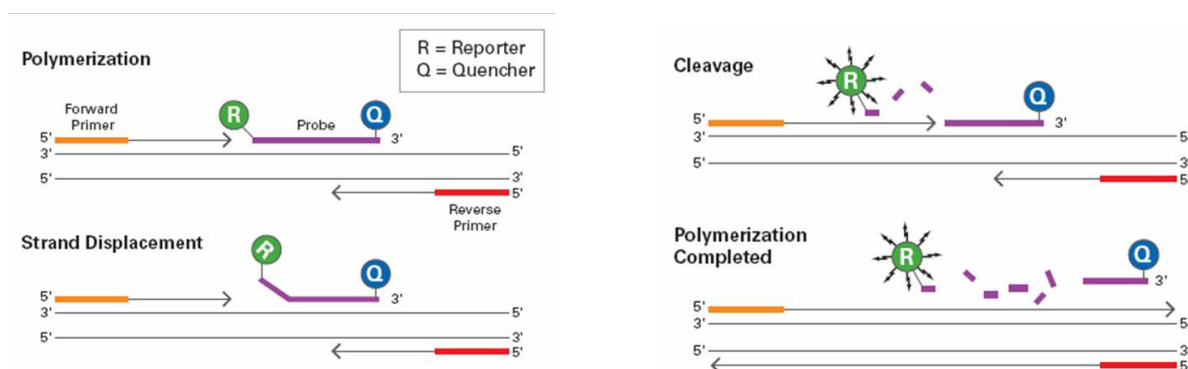 Polymerization
R = Reporter
Q = Quencher
Forward
Primer
R
Probe
Q
5'
3'
3'
5'
5'
3'
5'
Reverse
Primer
Strand Displacement
R
Q
5'
3'
3'
5'
5'
3'
5'
Cleavage
R
Q
5'
3'
3'
5
5'
3
5
Polymerization
Completed
R
Q
3'
5'
3'
5
5'
3
5